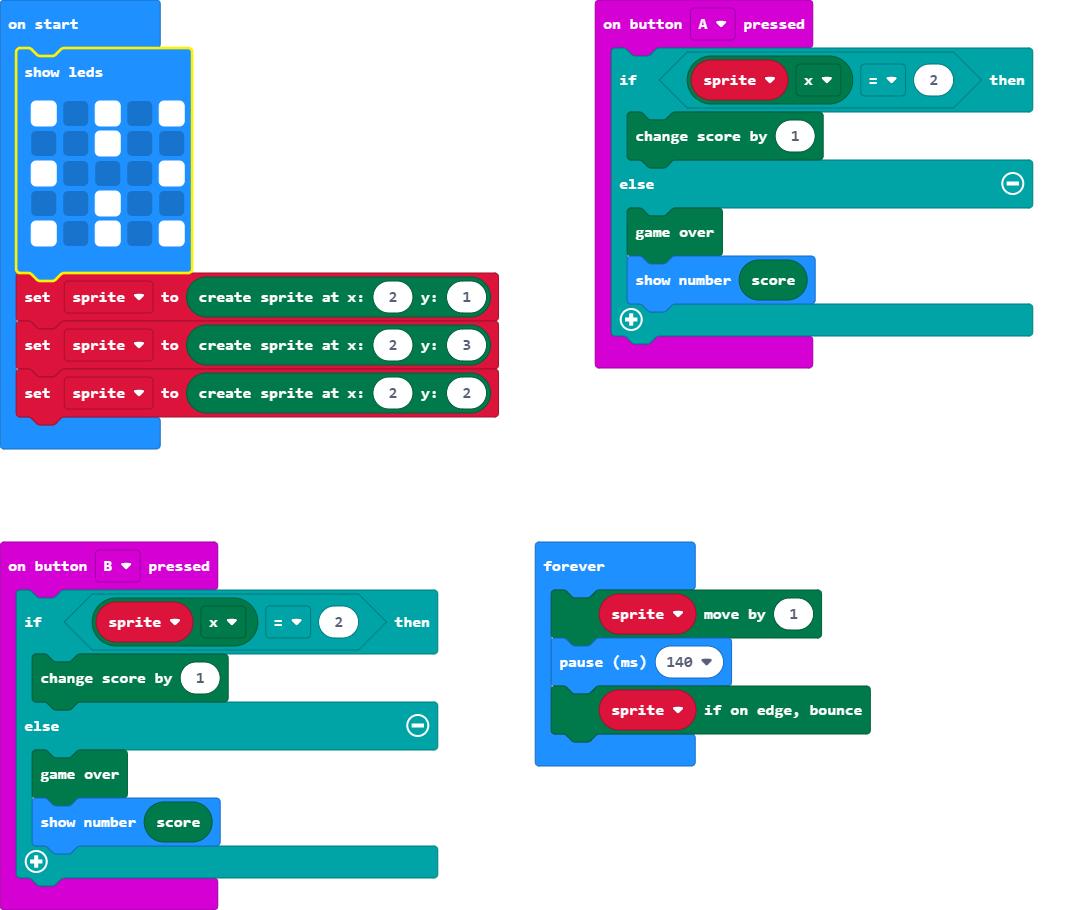 on start
show leds
set sprite to create sprite at x: 2 y: 1
set sprite to create sprite at x: 2 y: 3
set sprite to create sprite at x: 2 y: 2
on button A pressed
if sprite x = 2 then
change score by 1
else
game over
show number score
on button B pressed
if sprite x = 2 then
change score by 1
else
game over
show number score
forever
sprite move by 1
pause (ms) 140
sprite if on edge, bounce